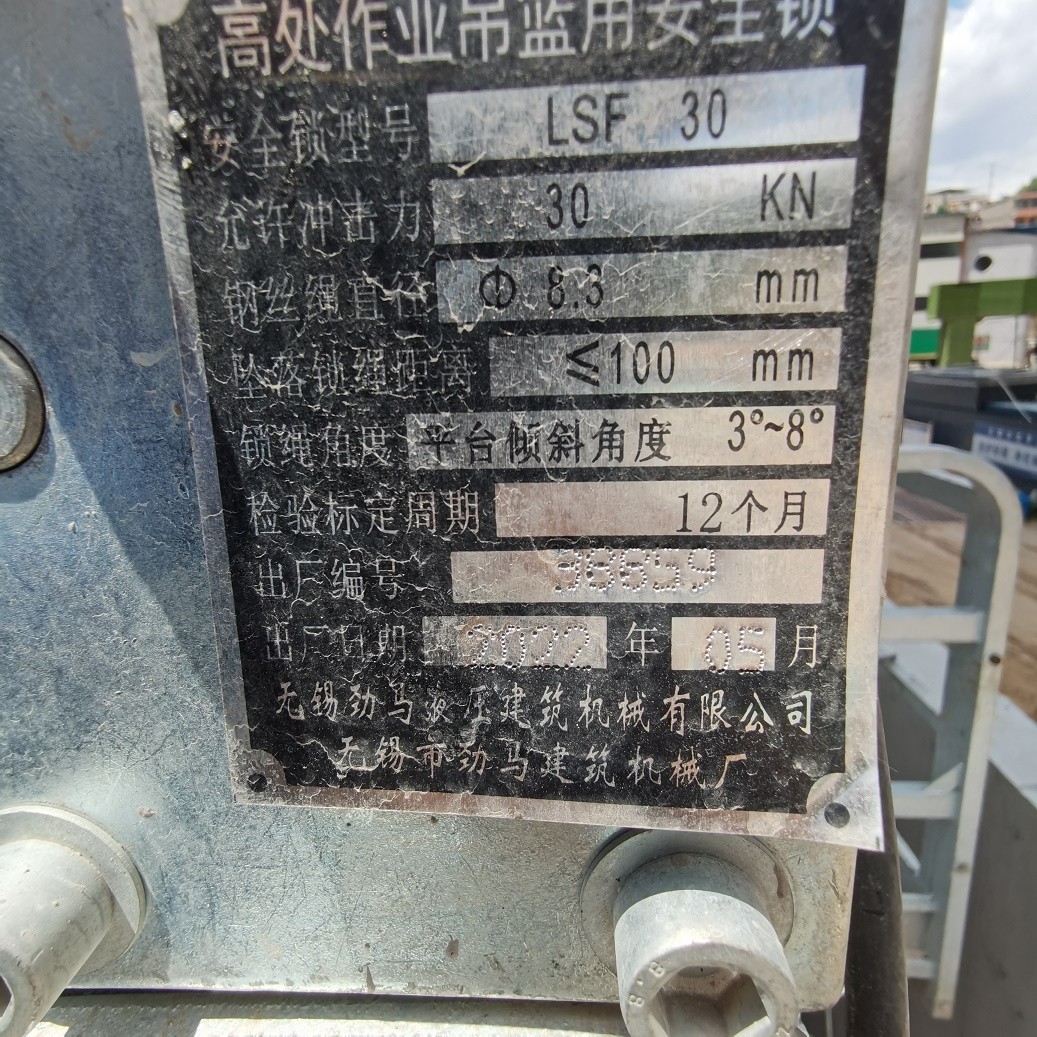 高处作业吊篮用安全锁
安全锁型号 LSF 30
允许冲击力 30 KN
钢丝绳直径 Φ 8.3 mm
坠落锁绳距离 ≤100 mm
锁绳角度 平台倾斜角度 3°~8°
检验标定周期 12个月
出厂编号 98659
出厂日期 2022 年 05 月
无锡劲马液压建筑机械有限公司
无锡市劲马建筑机械厂
8.8